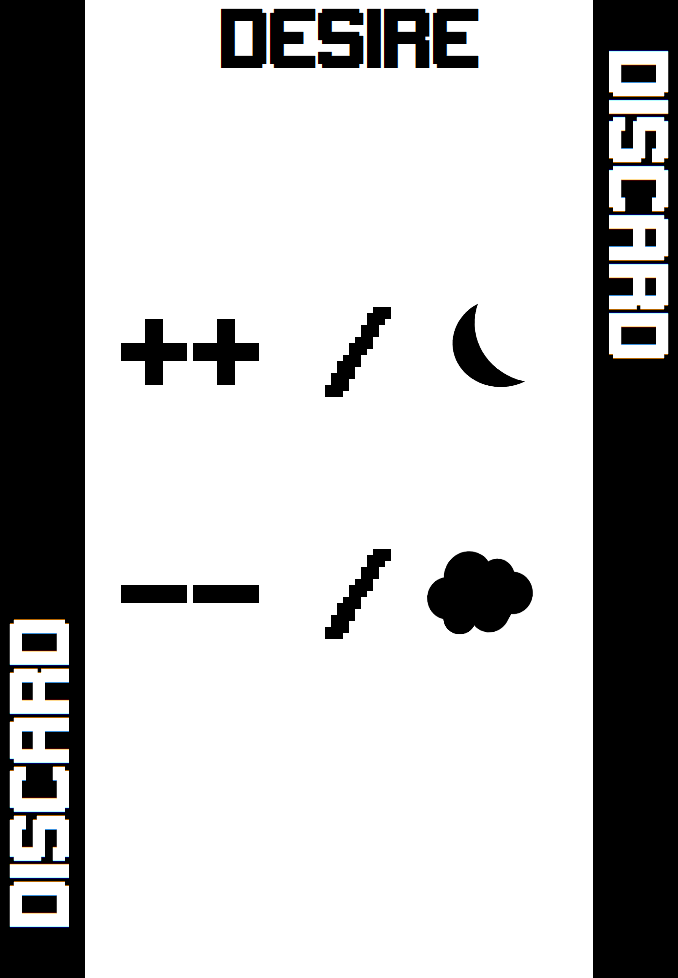 DESIRE
DISCARD
++ /
-- /
DISCARD